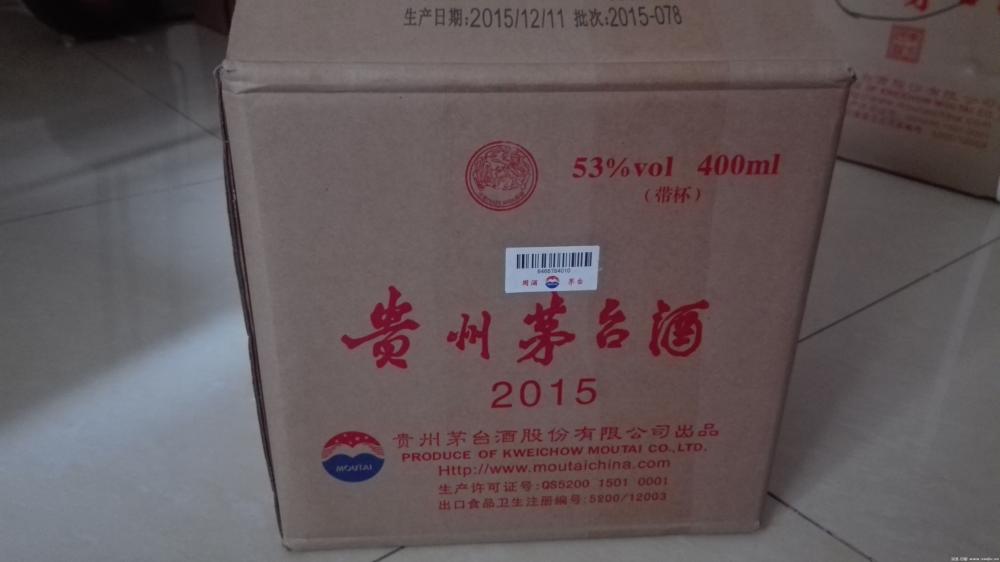 生产日期:2015/12/11 批次:2015-078
53%vol 400ml
（带杯）
6466784010
国酒 茅台
贵州茅台酒
2015
MOUTAI
贵州茅台酒股份有限公司出品
PRODUCE OF KWEICHOW MOUTAI CO.,LTD.
Http://www.moutaichina.com
生产许可证号:QS5200 1501 0001
出口食品卫生注册编号:5200/12003